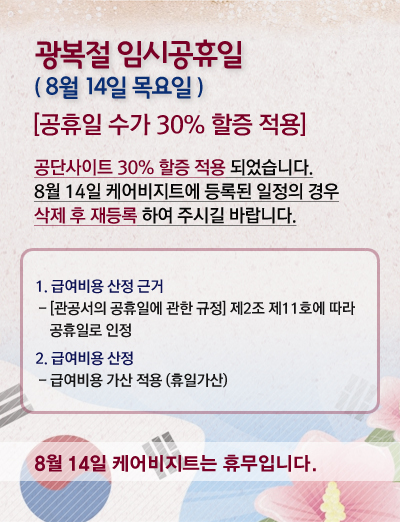 광복절 임시공휴일
( 8월 14일 목요일 )
[공휴일 수가 30% 할증 적용]
공단사이트 30% 할증 적용 되었습니다.
8월 14일 케어비지트에 등록된 일정의 경우
삭제 후 재등록 하여 주시길 바랍니다.
1. 급여비용 산정 근거
- [관공서의 공휴일에 관한 규정] 제2조 제11호에 따라
공휴일로 인정
2. 급여비용 산정
- 급여비용 가산 적용 (휴일가산)
8월 14일 케어비지트는 휴무입니다.